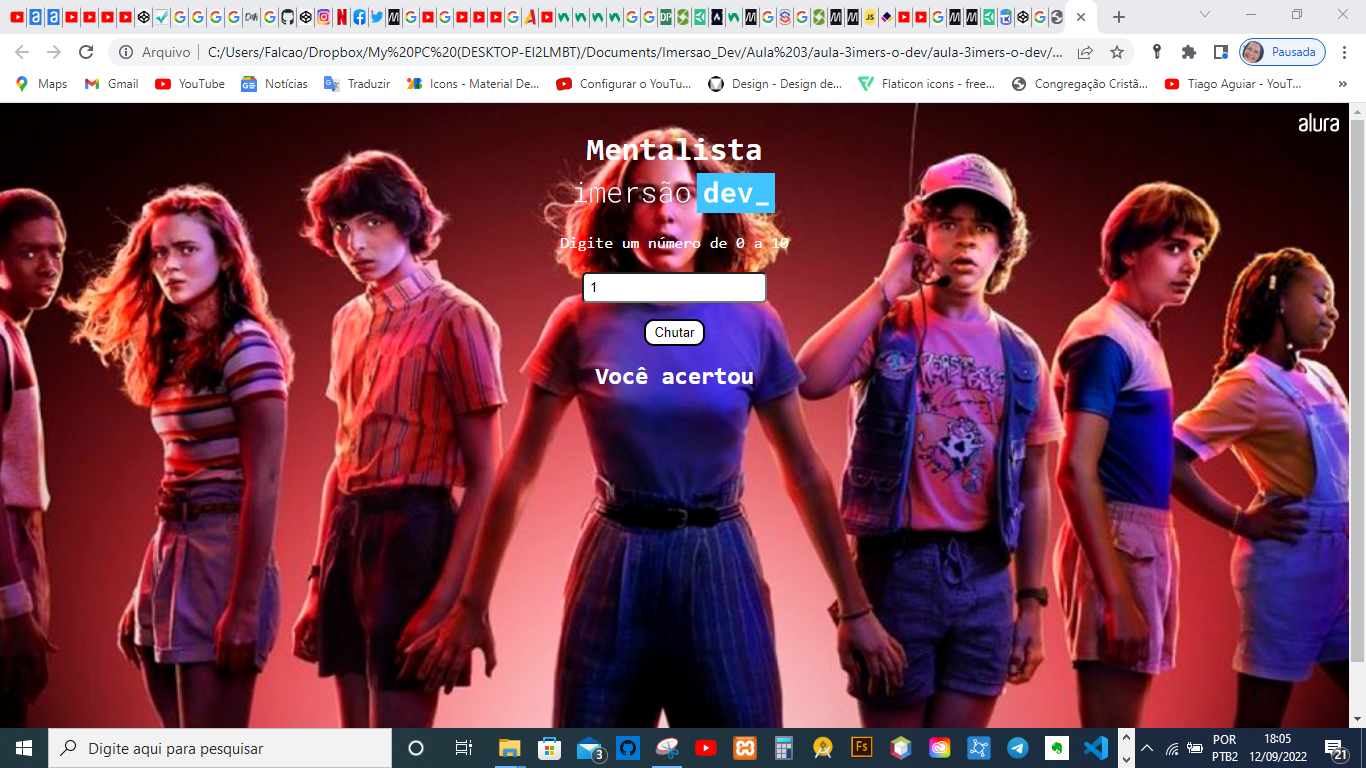 Arquivo
C:/Users/Falcao/Dropbox/My%20PC%20(DESKTOP-EI2LMBT)/Documents/Imersao_Dev/Aula%203/aula-3imers-o-dev/aula-3imers-o-dev/...
Pausada
Maps
Gmail
YouTube
Notícias
Traduzir
Icons - Material De...
Configurar o YouTu...
Design - Design de...
Flaticon icons - free...
Congregação Cristã...
Tiago Aguiar - YouT...
alura
Mentalista
imersão dev_
Digite um número de 0 a 10
1
Chutar
Você acertou
Digite aqui para pesquisar
3
Fs
POR
PTB2
18:05
12/09/2022
21